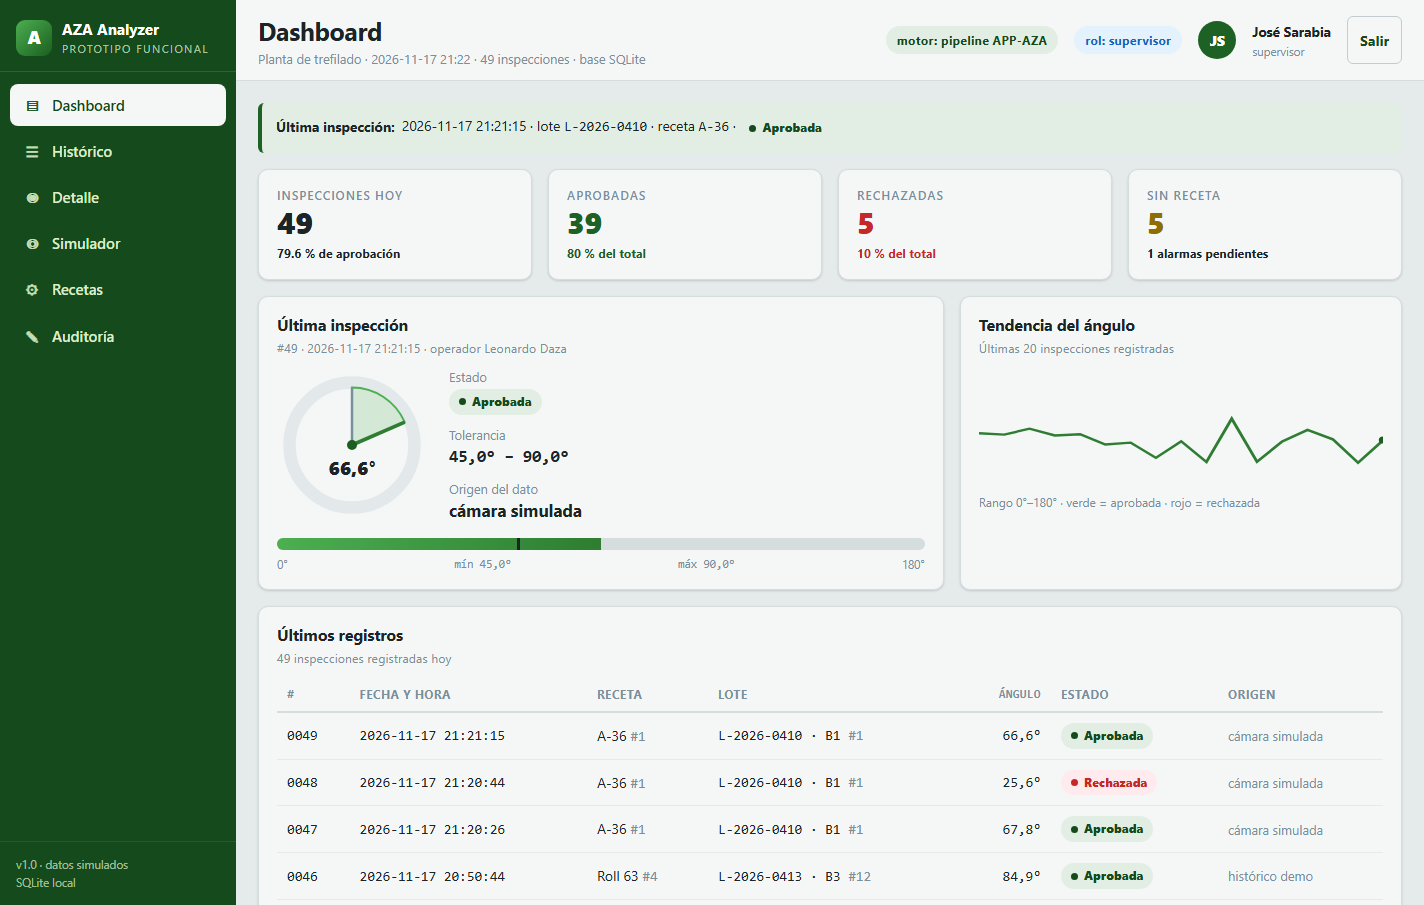 A
AZA Analyzer
PROTOTIPO FUNCIONAL
Dashboard
Histórico
Detalle
Simulador
Recetas
Auditoría
v1.0 · datos simulados
SQLite local
Dashboard
Planta de trefilado · 2026-11-17 21:22 · 49 inspecciones · base SQLite
motor: pipeline APP-AZA
rol: supervisor
JS
José Sarabia
supervisor
Salir
Última inspección: 2026-11-17 21:21:15 · lote L-2026-0410 · receta A-36 · Aprobada
INSPECCIONES HOY
49
79.6 % de aprobación
APROBADAS
39
80 % del total
RECHAZADAS
5
10 % del total
SIN RECETA
5
1 alarmas pendientes
Última inspección
#49 · 2026-11-17 21:21:15 · operador Leonardo Daza
66,6°
Estado
Aprobada
Tolerancia
45,0° – 90,0°
Origen del dato
cámara simulada
0° mín 45,0° máx 90,0° 180°
Tendencia del ángulo
Últimas 20 inspecciones registradas
Rango 0°–180° · verde = aprobada · rojo = rechazada
Últimos registros
49 inspecciones registradas hoy
# FECHA Y HORA RECETA LOTE ÁNGULO ESTADO ORIGEN
0049 2026-11-17 21:21:15 A-36 #1 L-2026-0410 · B1 #1 66,6° Aprobada cámara simulada
0048 2026-11-17 21:20:44 A-36 #1 L-2026-0410 · B1 #1 25,6° Rechazada cámara simulada
0047 2026-11-17 21:20:26 A-36 #1 L-2026-0410 · B1 #1 67,8° Aprobada cámara simulada
0046 2026-11-17 20:50:44 Roll 63 #4 L-2026-0413 · B3 #12 84,9° Aprobada histórico demo